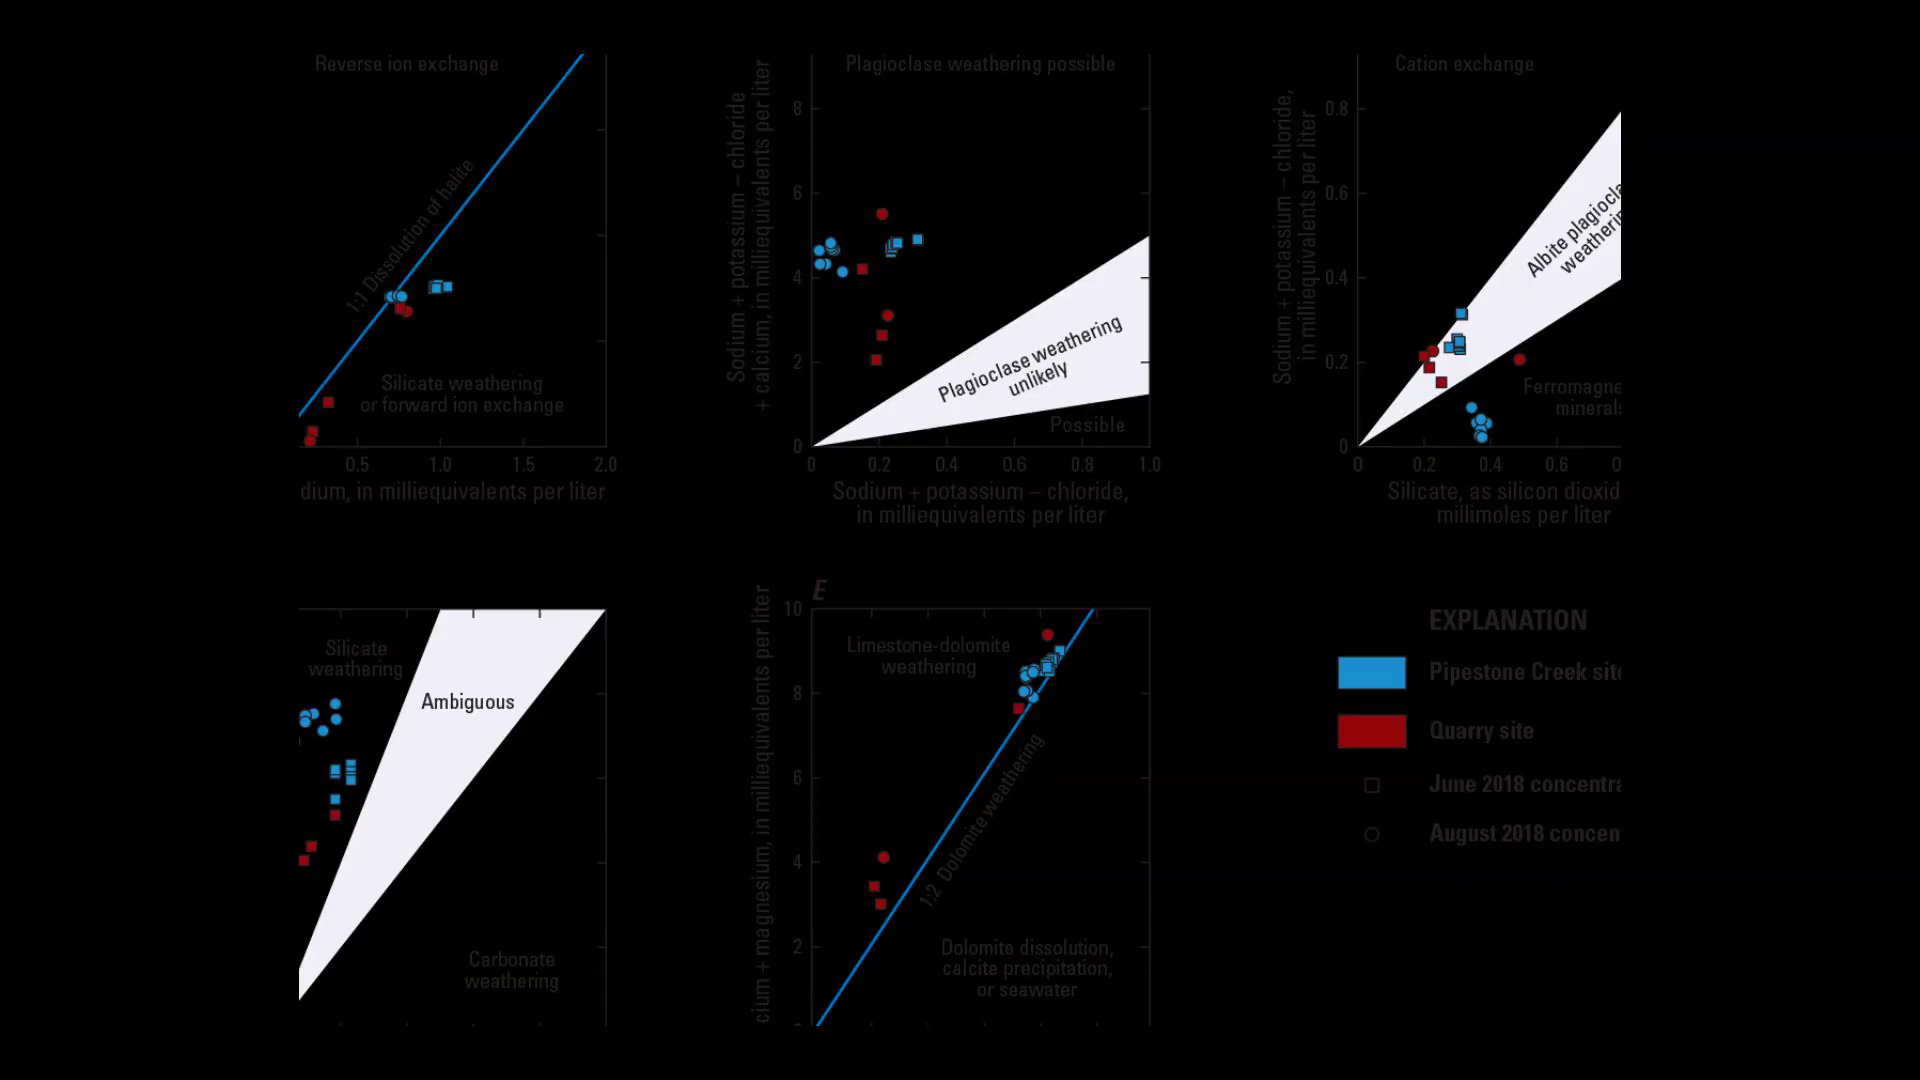 Reverse ion exchange
1:1 Dissolution of halite
Silicate weathering
or forward ion exchange
0.5 1.0 1.5 2.0
dium, in milliequivalents per liter
Sodium + potassium – chloride
+ calcium, in milliequivalents per liter
Plagioclase weathering possible
8
6
4
2
0
Plagioclase weathering
unlikely
Possible
0 0.2 0.4 0.6 0.8 1.0
Sodium + potassium – chloride,
in milliequivalents per liter
Sodium + potassium – chloride,
in milliequivalents per liter
Cation exchange
0.8
0.6
0.4
0.2
0
Albite plagiocla
weatherin
Ferromagne
minerals
0 0.2 0.4 0.6 0
Silicate, as silicon dioxid
millimoles per liter
Silicate
weathering
Ambiguous
Carbonate
weathering
E
cium + magnesium, in milliequivalents per liter
10
8
6
4
2
Limestone-dolomite
weathering
1:2 Dolomite weathering
Dolomite dissolution,
calcite precipitation,
or seawater
EXPLANATION
Pipestone Creek site
Quarry site
June 2018 concentra
August 2018 concen